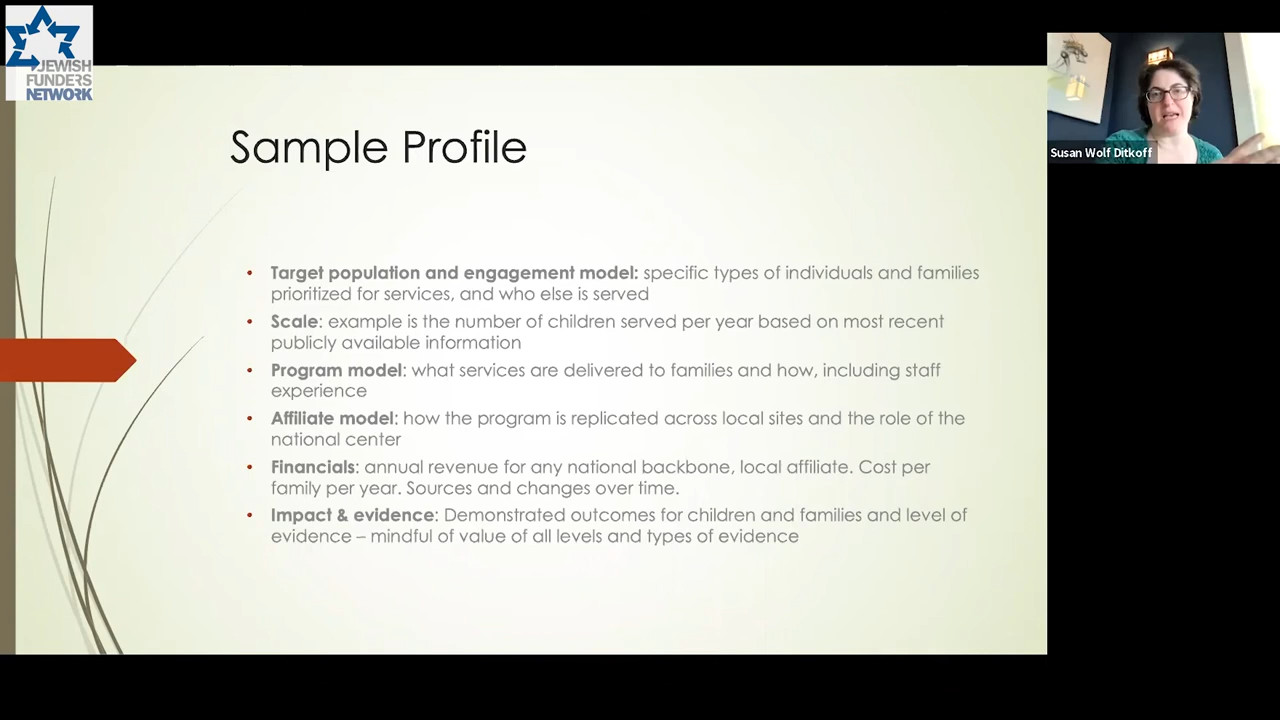 JEWISH
FUNDERS
NETWORK
Susan Wolf Ditkoff
Sample Profile
• Target population and engagement model: specific types of individuals and families
prioritized for services, and who else is served
• Scale: example is the number of children served per year based on most recent
publicly available information
• Program model: what services are delivered to families and how, including staff
experience
• Affiliate model: how the program is replicated across local sites and the role of the
national center
• Financials: annual revenue for any national backbone, local affiliate. Cost per
family per year. Sources and changes over time.
• Impact & evidence: Demonstrated outcomes for children and families and level of
evidence – mindful of value of all levels and types of evidence